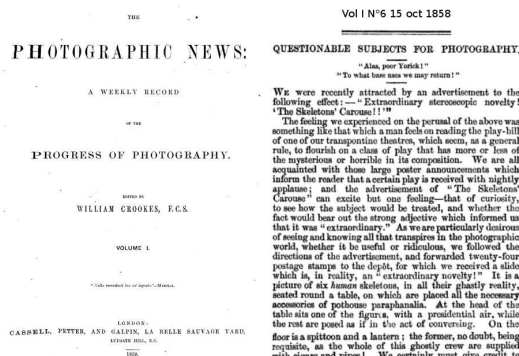 THE
PHOTOGRAPHIC NEWS:
A WEEKLY RECORD
OF THE
PROGRESS OF PHOTOGRAPHY.
EDITED BY
WILLIAM CROOKES, F.C.S.
VOLUME I.
LONDON:
CASSELL, PETTER, AND GALPIN, LA BELLE SAUVAGE YARD,
LUDGATE HILL, E.C.
Vol I N°6 15 oct 1858
QUESTIONABLE SUBJECTS FOR PHOTOGRAPHY.
"Alas, poor Yorick!"
"To what base uses we may return!"
WE were recently attracted by an advertisement to the
following effect:—"Extraordinary stereoscopic novelty!
'The Skeletons' Carouse!!'"
The feeling we experienced on the perusal of the above was
something like that which a man feels on reading the play-bill
of one of our transpontine theatres, which seem, as a general
rule, to flourish on a class of play that has more or less of
the mysterious or horrible in its composition. We are all
acquainted with those large poster announcements which
inform the reader that a certain play is received with nightly
applause; and the advertisement of "The Skeletons'
Carouse" can excite but one feeling—that of curiosity,
to see how the subject would be treated, and whether the
fact would bear out the strong adjective which informed us
that it was "extraordinary." As we are particularly desirous
of seeing and knowing all that transpires in the photographic
world, whether it be useful or ridiculous, we followed the
directions of the advertisement, and forwarded twenty-four
postage stamps to the depôt, for which we received a slide
which is, in reality, an "extraordinary novelty!" It is a
picture of six human skeletons, in all their ghastly reality,
seated round a table, on which are placed all the necessary
accessories of pothouse paraphanalia. At the head of the
table sits one of the figures, with a presidential air, while
the rest are posed as if in the act of conversing. On the
floor is a spittoon and a lantern; the former, no doubt, being
requisite, as the whole of this ghostly crew are supplied
with cigars and pipes! We certainly must give credit to